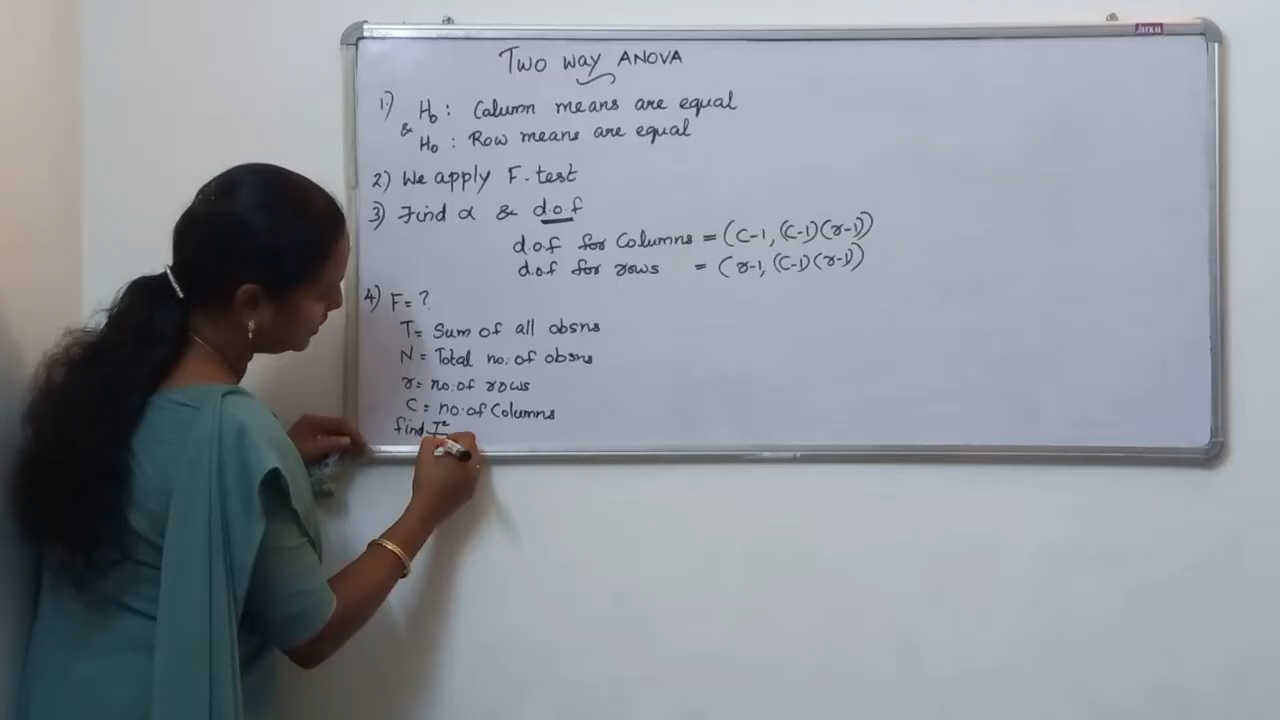 Two way ANOVA
1.) H₀ : Column means are equal
&
H₀ : Row means are equal
2) We apply F-test
3) Find α & d.o.f
d.o.f for Columns = (C-1, (C-1)(r-1))
d.o.f for rows = (r-1, (C-1)(r-1))
4) F = ?
T = Sum of all obsns
N = Total no. of obsns
r = no. of rows
C = no. of Columns
find T²